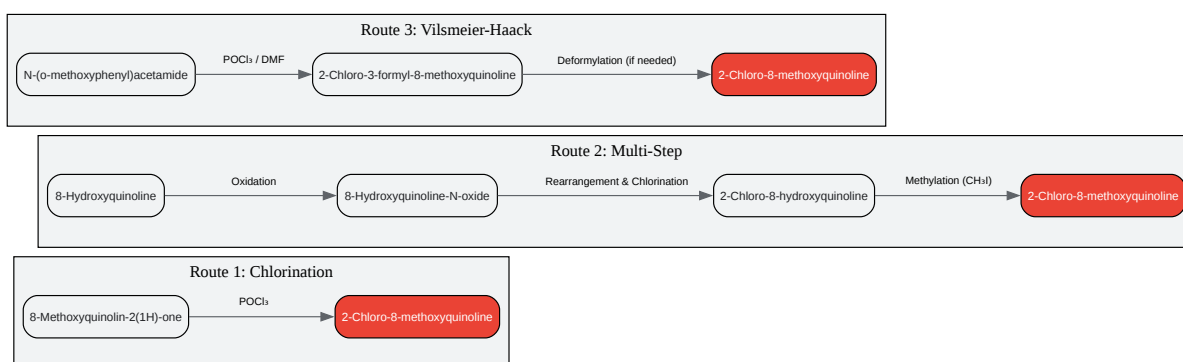 Route 3: Vilsmeier-Haack
N-(o-methoxyphenyl)acetamide
POCl₃ / DMF
2-Chloro-3-formyl-8-methoxyquinoline
Deformylation (if needed)
2-Chloro-8-methoxyquinoline
Route 2: Multi-Step
8-Hydroxyquinoline
Oxidation
8-Hydroxyquinoline-N-oxide
Rearrangement & Chlorination
2-Chloro-8-hydroxyquinoline
Methylation (CH₃I)
2-Chloro-8-methoxyquinoline
Route 1: Chlorination
8-Methoxyquinolin-2(1H)-one
POCl₃
2-Chloro-8-methoxyquinoline